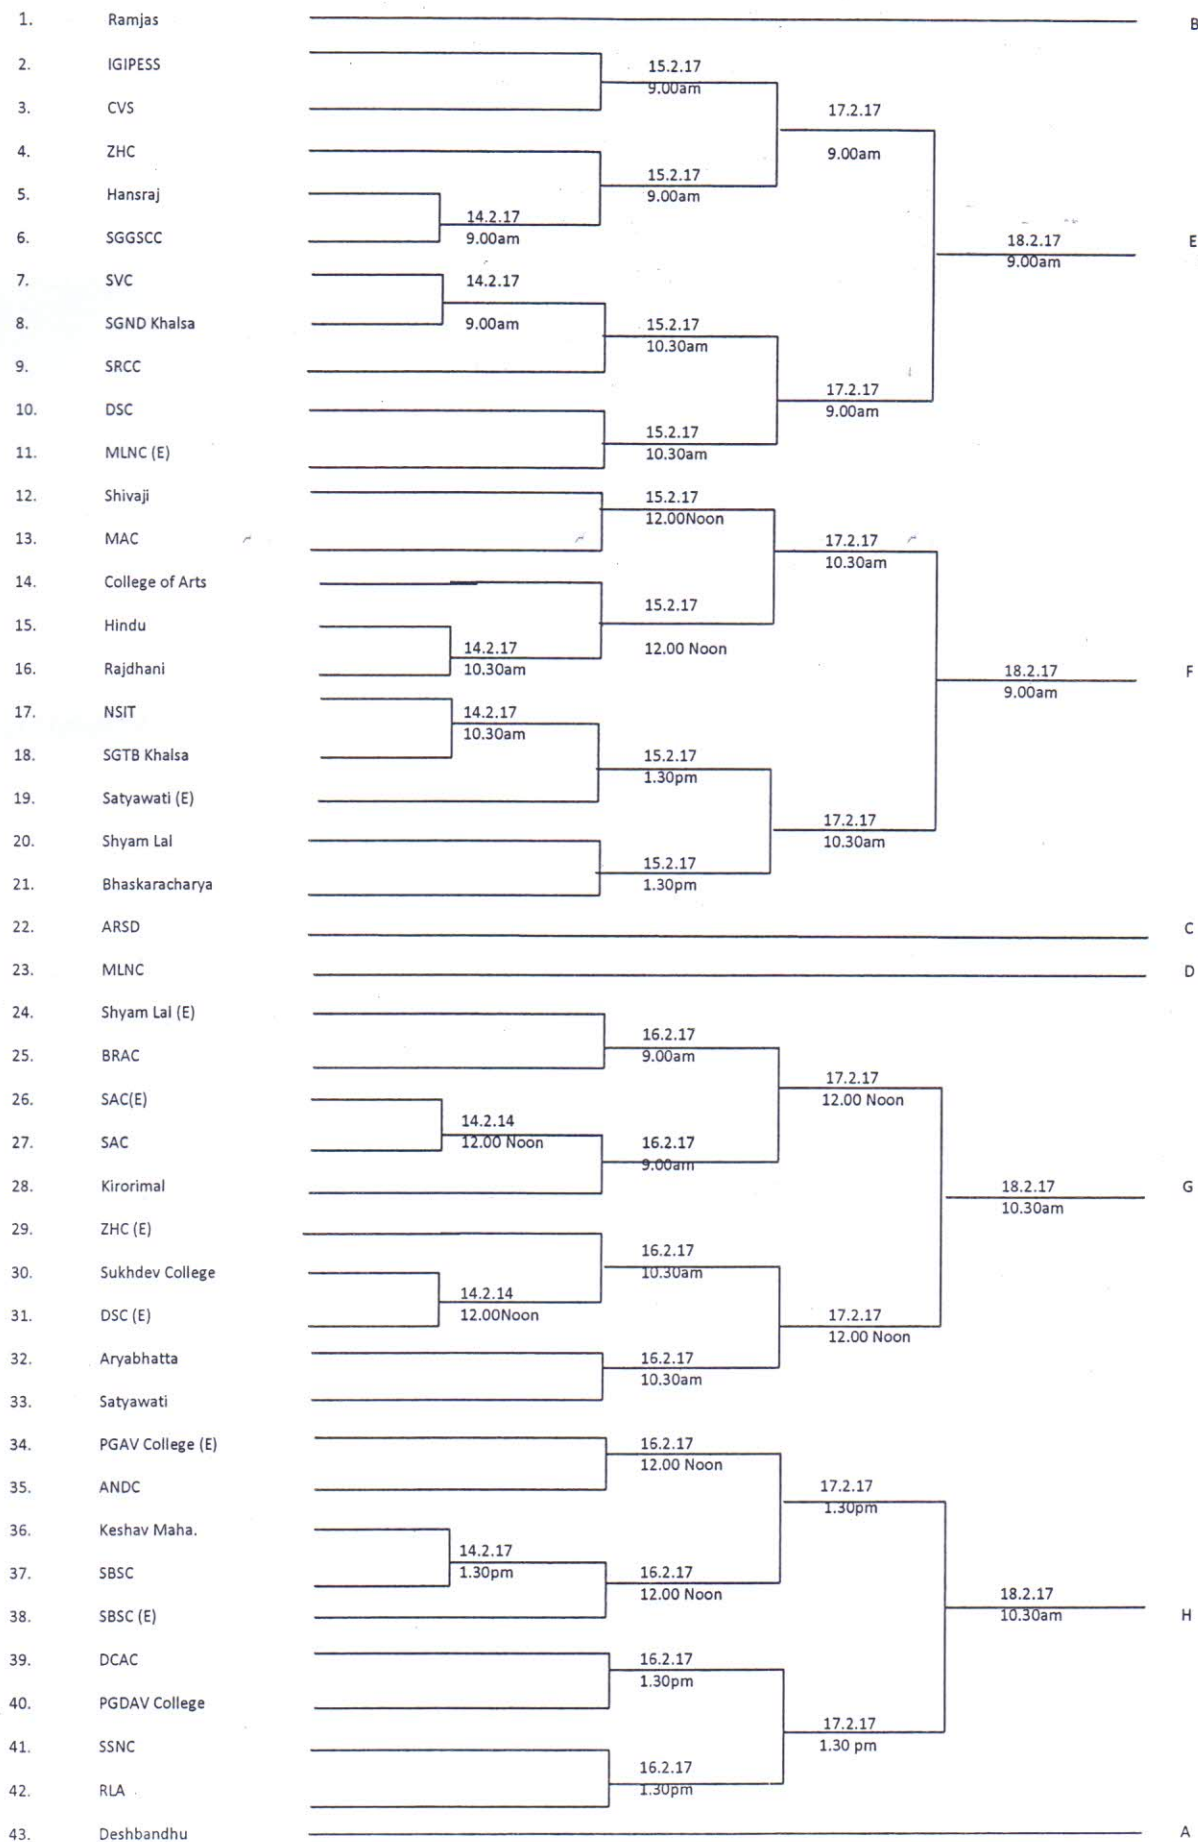 1. Ramjas B
2. IGIPESS 15.2.17
9.00am
3. CVS 17.2.17
4. ZHC 9.00am
15.2.17
5. Hansraj 9.00am
14.2.17
6. SGGSCC 9.00am 18.2.17 E
9.00am
7. SVC 14.2.17
8. SGND Khalsa 9.00am 15.2.17
10.30am
9. SRCC
17.2.17
10. DSC 9.00am
15.2.17
11. MLNC (E) 10.30am
12. Shivaji 15.2.17
12.00Noon
13. MAC 17.2.17
10.30am
14. College of Arts
15.2.17
15. Hindu
14.2.17 12.00 Noon
16. Rajdhani 10.30am 18.2.17 F
9.00am
17. NSIT 14.2.17
10.30am
18. SGTB Khalsa 15.2.17
1.30pm
19. Satyawati (E)
17.2.17
20. Shyam Lal 10.30am
15.2.17
21. Bhaskaracharya 1.30pm
22. ARSD C
23. MLNC D
24. Shyam Lal (E)
16.2.17
25. BRAC 9.00am
17.2.17
26. SAC(E) 12.00 Noon
14.2.14
27. SAC 12.00 Noon 16.2.17
9.00am
28. Kirorimal 18.2.17 G
10.30am
29. ZHC (E)
16.2.17
30. Sukhdev College 10.30am
14.2.14
31. DSC (E) 12.00Noon 17.2.17
12.00 Noon
32. Aryabhatta 16.2.17
10.30am
33. Satyawati
34. PGAV College (E) 16.2.17
12.00 Noon
35. ANDC 17.2.17
1.30pm
36. Keshav Maha.
14.2.17
37. SBSC 1.30pm 16.2.17
12.00 Noon 18.2.17
38. SBSC (E) 10.30am H
39. DCAC 16.2.17
1.30pm
40. PGDAV College
17.2.17
41. SSNC 1.30 pm
16.2.17
42. RLA 1.30pm
43. Deshbandhu A